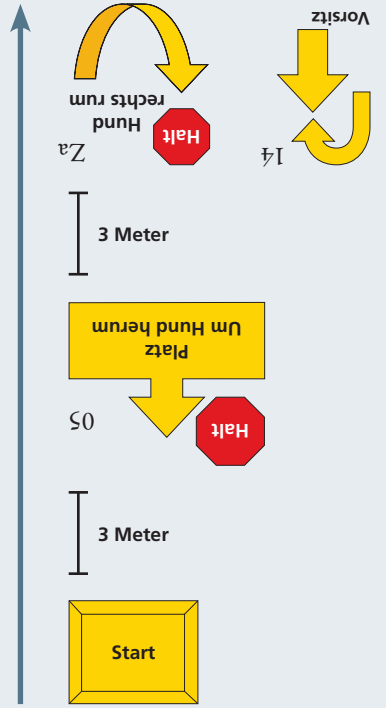 Vorsitz
14
Hund
rechts rum
Halt
Za
3 Meter
Platz
Um Hund herum
Halt
05
3 Meter
Start